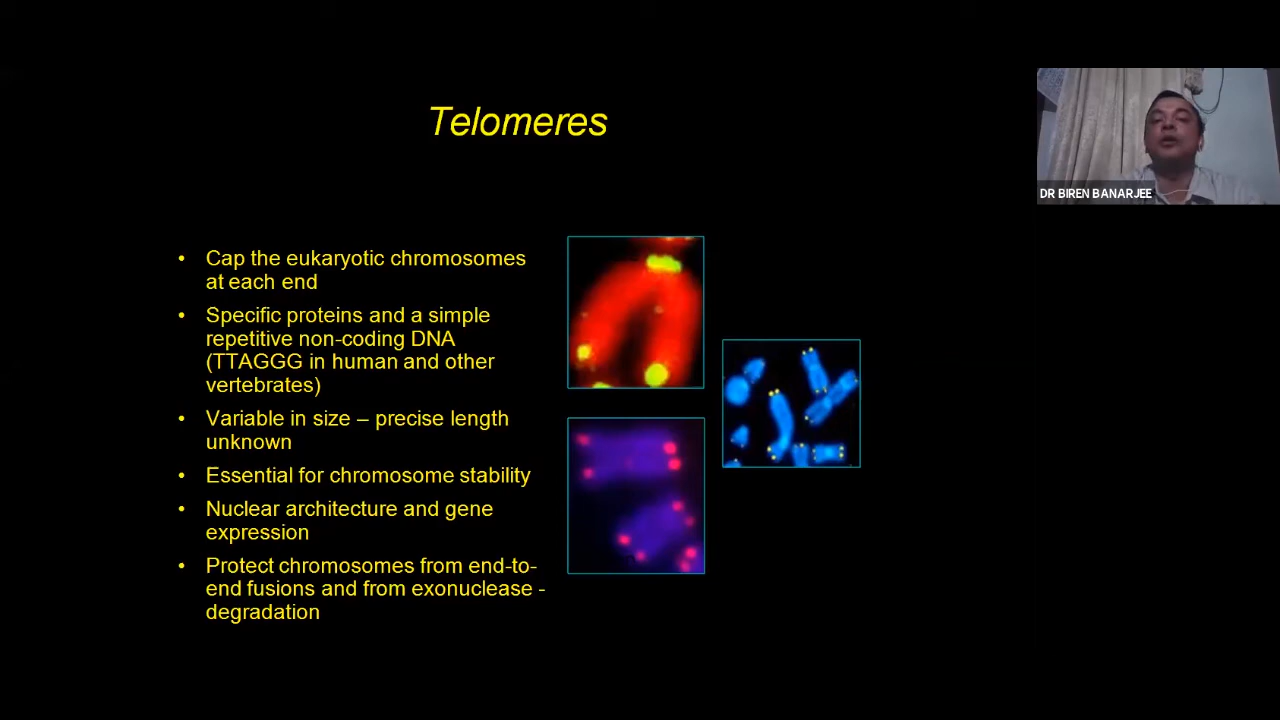 Telomeres
DR BIREN BANARJEE
• Cap the eukaryotic chromosomes
at each end
• Specific proteins and a simple
repetitive non-coding DNA
(TTAGGG in human and other
vertebrates)
• Variable in size – precise length
unknown
• Essential for chromosome stability
• Nuclear architecture and gene
expression
• Protect chromosomes from end-to-
end fusions and from exonuclease -
degradation